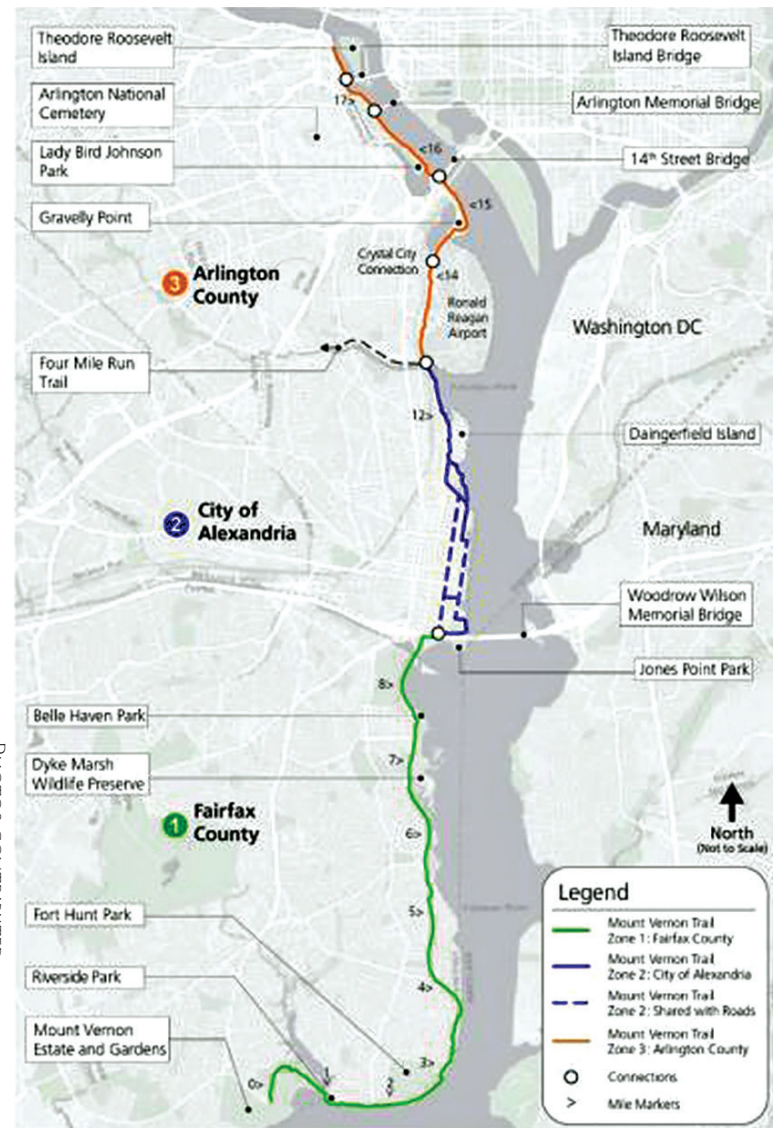 Theodore Roosevelt
Island
Theodore Roosevelt
Island Bridge
Arlington National
Cemetery
17>
Arlington Memorial Bridge
Lady Bird Johnson
Park
<16
14th Street Bridge
Gravelly Point
<15
Crystal City
Connection
<14
3
Arlington
County
Ronald
Reagan
Airport
Washington DC
Four Mile Run
Trail
12>
Daingerfield Island
2
City of
Alexandria
Maryland
Woodrow Wilson
Memorial Bridge
Jones Point Park
8>
Belle Haven Park
7>
Dyke Marsh
Wildlife Preserve
1
Fairfax
County
6>
North
(Not to Scale)
5>
Fort Hunt Park
4>
Riverside Park
Mount Vernon
Estate and Gardens
3>
0>
1
>
2
>
Legend
Mount Vernon Trail
Zone 1: Fairfax County
Mount Vernon Trail
Zone 2: City of Alexandria
Mount Vernon Trail
Zone 2: Shared with Roads
Mount Vernon Trail
Zone 3: Arlington County
Connections
> Mile Markers